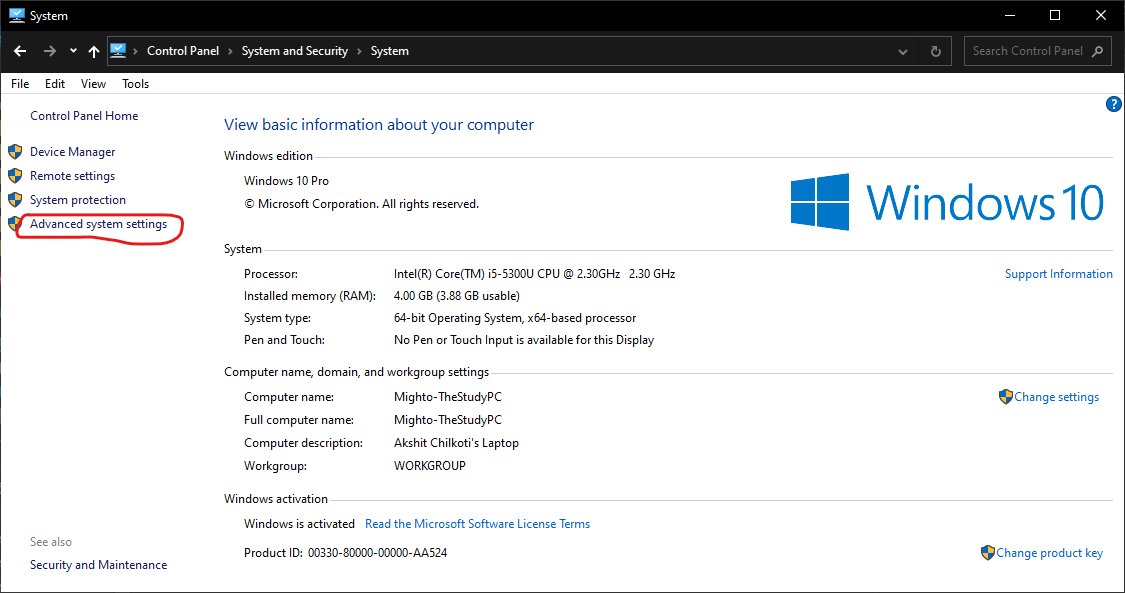 System
Control Panel > System and Security > System
Search Control Panel
File Edit View Tools
Control Panel Home
Device Manager
Remote settings
System protection
Advanced system settings
See also
Security and Maintenance
?
View basic information about your computer
Windows edition
Windows 10 Pro
© Microsoft Corporation. All rights reserved.
Windows 10
System
Processor: Intel(R) Core(TM) i5-5300U CPU @ 2.30GHz 2.30 GHz
Installed memory (RAM): 4.00 GB (3.88 GB usable)
System type: 64-bit Operating System, x64-based processor
Pen and Touch: No Pen or Touch Input is available for this Display
Support Information
Computer name, domain, and workgroup settings
Computer name: Mighto-TheStudyPC
Full computer name: Mighto-TheStudyPC
Computer description: Akshit Chilkoti's Laptop
Workgroup: WORKGROUP
Change settings
Windows activation
Windows is activated Read the Microsoft Software License Terms
Product ID: 00330-80000-00000-AA524
Change product key